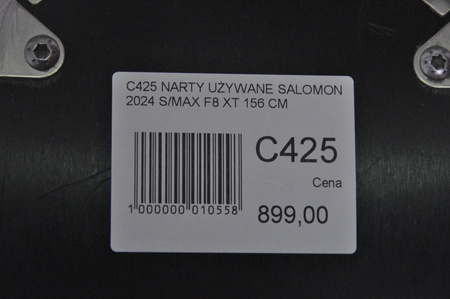 C425 NARTY UŻYWANE SALOMON
2024 S/MAX F8 XT 156 CM
C425
Cena
1 000000 010558
899,00